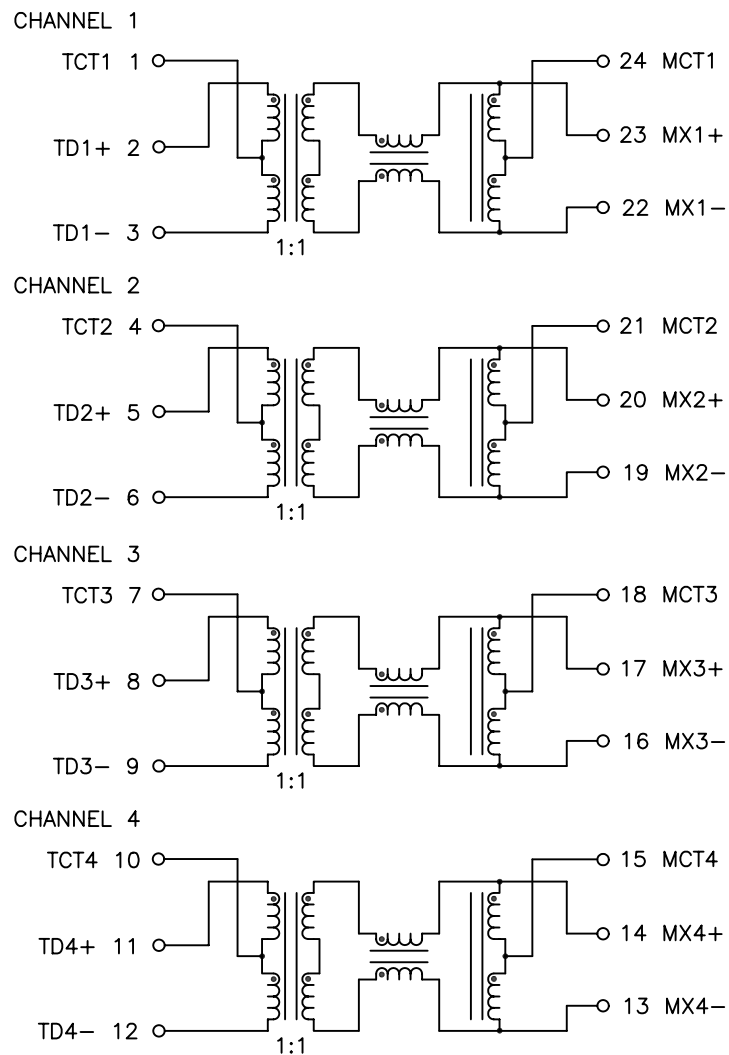 CHANNEL 1
TCT1 1
24 MCT1
TD1+ 2
23 MX1+
22 MX1-
TD1- 3
1:1
CHANNEL 2
TCT2 4
21 MCT2
TD2+ 5
20 MX2+
19 MX2-
TD2- 6
1:1
CHANNEL 3
TCT3 7
18 MCT3
TD3+ 8
17 MX3+
16 MX3-
TD3- 9
1:1
CHANNEL 4
TCT4 10
15 MCT4
TD4+ 11
14 MX4+
13 MX4-
TD4- 12
1:1